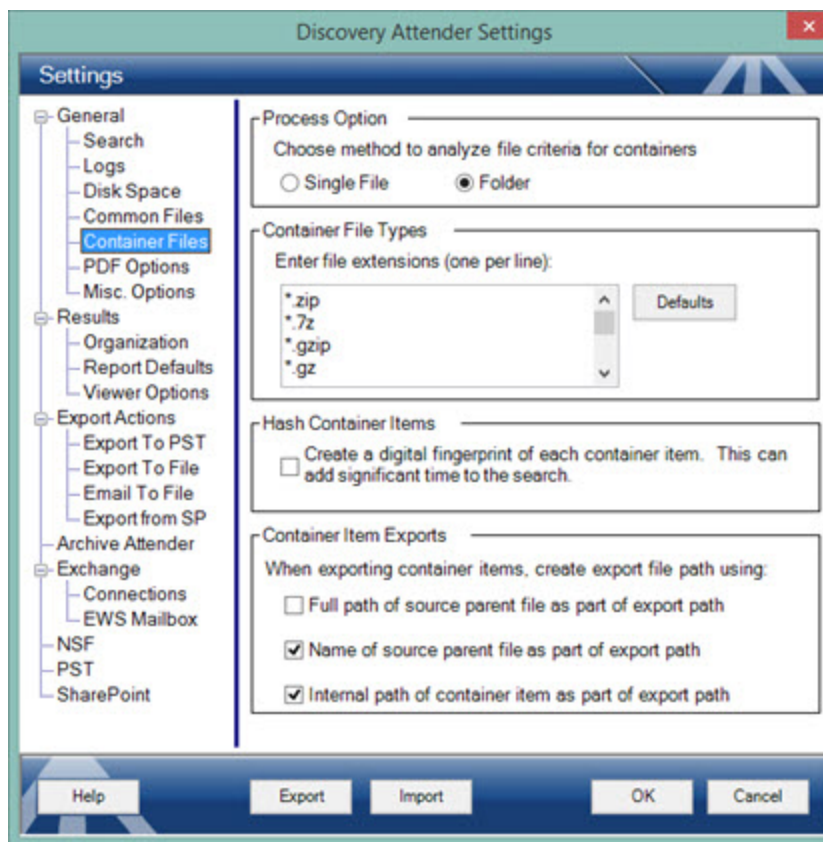 Discovery Attender Settings
Settings
General
Search
Logs
Disk Space
Common Files
Container Files
PDF Options
Misc. Options
Results
Organization
Report Defaults
Viewer Options
Export Actions
Export To PST
Export To File
Email To File
Export from SP
Archive Attender
Exchange
Connections
EWS Mailbox
NSF
PST
SharePoint
Process Option
Choose method to analyze file criteria for containers
Single File
Folder
Container File Types
Enter file extensions (one per line):
*.zip
*.7z
*.gzip
*.gz
Defaults
Hash Container Items
Create a digital fingerprint of each container item. This can
add significant time to the search.
Container Item Exports
When exporting container items, create export file path using:
Full path of source parent file as part of export path
Name of source parent file as part of export path
Internal path of container item as part of export path
Help
Export
Import
OK
Cancel